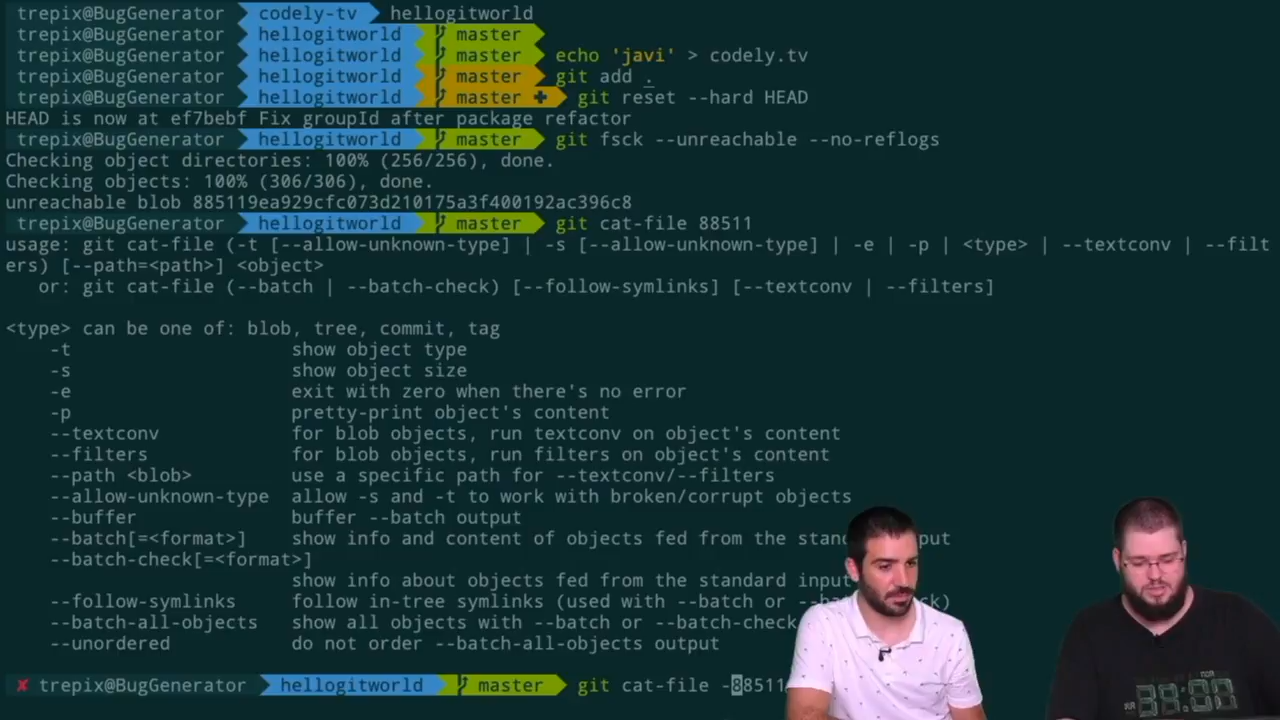 trepix@BugGenerator codely-tv hellogitworld
trepix@BugGenerator hellogitworld master
trepix@BugGenerator hellogitworld master echo 'javi' > codely.tv
trepix@BugGenerator hellogitworld master git add .
trepix@BugGenerator hellogitworld master + git reset --hard HEAD
HEAD is now at ef7bebf Fix groupId after package refactor
trepix@BugGenerator hellogitworld master git fsck --unreachable --no-reflogs
Checking object directories: 100% (256/256), done.
Checking objects: 100% (306/306), done.
unreachable blob 885119ea929cfc073d210175a3f400192ac396c8
trepix@BugGenerator hellogitworld master git cat-file 88511
usage: git cat-file (-t [--allow-unknown-type] | -s [--allow-unknown-type] | -e | -p | <type> | --textconv | --filt
ers) [--path=<path>] <object>
or: git cat-file (--batch | --batch-check) [--follow-symlinks] [--textconv | --filters]
<type> can be one of: blob, tree, commit, tag
-t show object type
-s show object size
-e exit with zero when there's no error
-p pretty-print object's content
--textconv for blob objects, run textconv on object's content
--filters for blob objects, run filters on object's content
--path <blob> use a specific path for --textconv/--filters
--allow-unknown-type allow -s and -t to work with broken/corrupt objects
--buffer buffer --batch output
--batch[=<format>] show info and content of objects fed from the
--batch-check[=<format>]
show info about objects fed from the standard input
--follow-symlinks follow in-tree symlinks (used with --batch or
--batch-all-objects show all objects with --batch or --batch-check
--unordered do not order --batch-all-objects output
✘ trepix@BugGenerator hellogitworld master git cat-file -88511
88:00